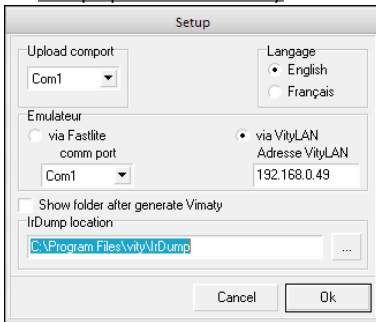 Setup
Upload comport
Com1
Langage
English
Français
Emulateur
via Fastlite
comm port
Com1
via VityLAN
Adresse VityLAN
192.168.0.49
Show folder after generate Vimaty
IrDump location
C:\Program Files\vity\IrDump
...
Cancel
Ok